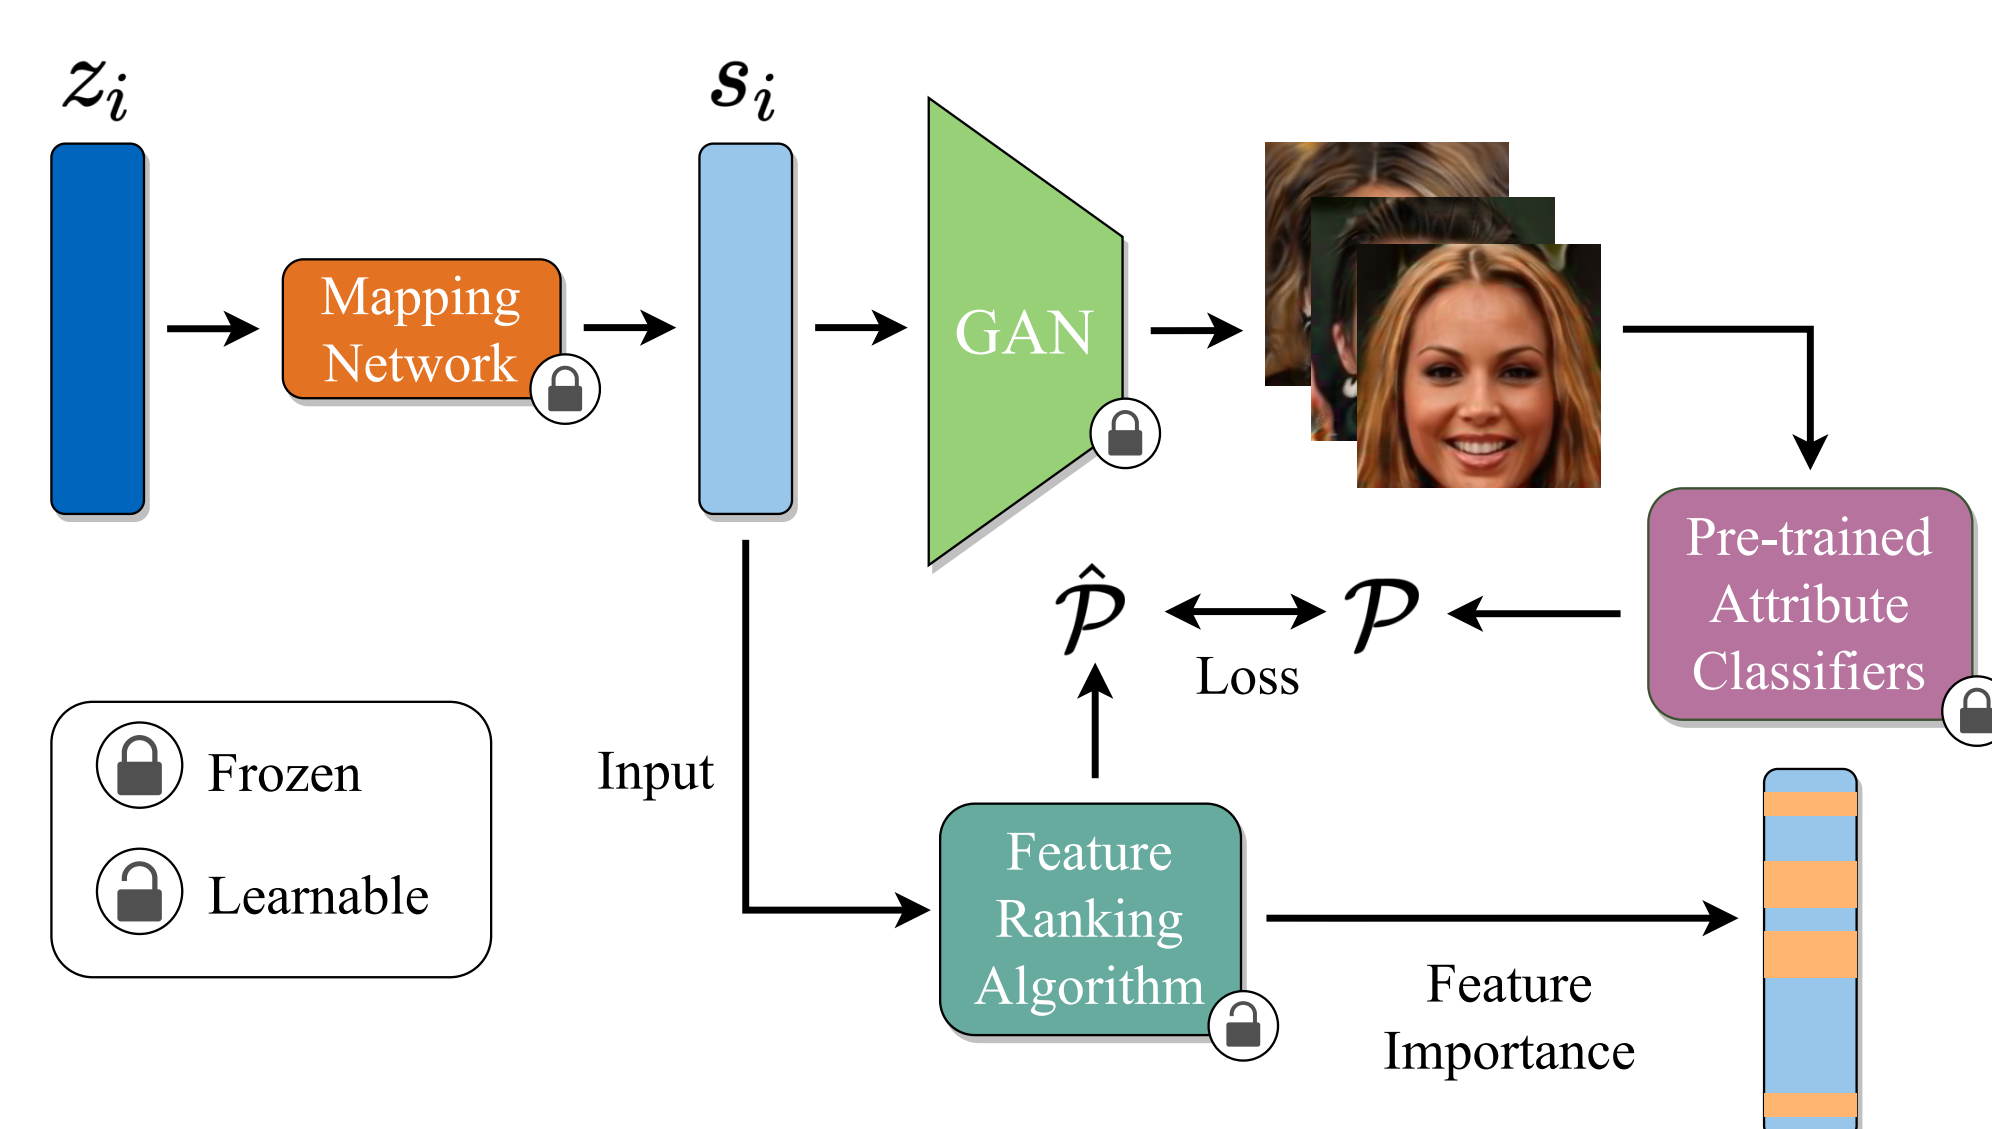 z_i
s_i
Mapping
Network
GAN
Pre-trained
Attribute
Classifiers
𝒫̂
𝒫
Loss
Frozen
Learnable
Input
Feature
Ranking
Algorithm
Feature
Importance